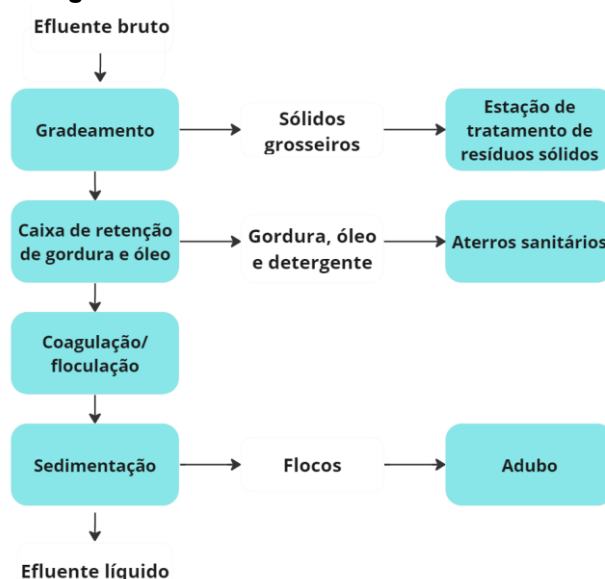 Efluente bruto
Gradeamento
Sólidos
grosseiros
Estação de
tratamento de
resíduos sólidos
Caixa de retenção
de gordura e óleo
Gordura, óleo
e detergente
Aterros sanitários
Coagulação/
floculação
Sedimentação
Flocos
Adubo
Efluente líquido